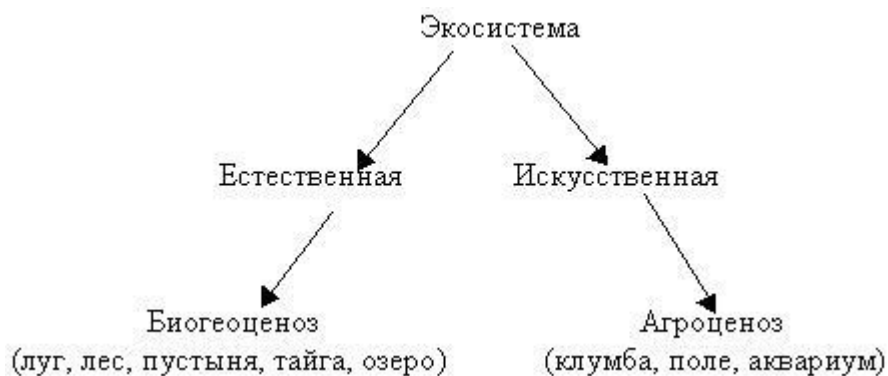 Экосистема
Естественная
Искусственная
Биогеоценоз
(луг, лес, пустыня, тайга, озеро)
Агроценоз
(клумба, поле, аквариум)